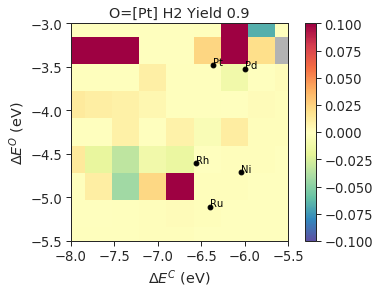 O=[Pt] H2 Yield 0.9
−3.0
−3.5
−4.0
−4.5
−5.0
−5.5
ΔE^O (eV)
Pt
Pd
Rh
Ni
Ru
−8.0 −7.5 −7.0 −6.5 −6.0 −5.5
ΔE^C (eV)
0.100
0.075
0.050
0.025
0.000
−0.025
−0.050
−0.075
−0.100